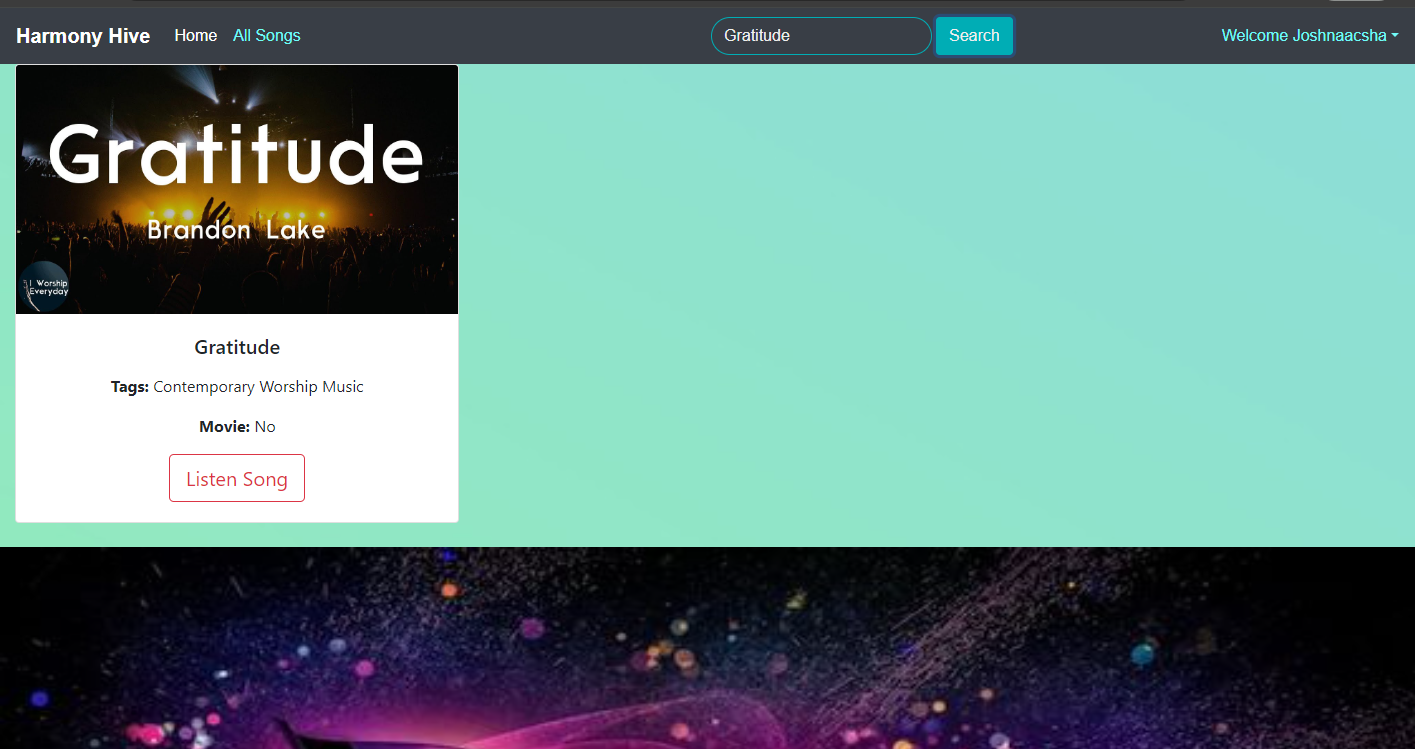 Harmony Hive Home All Songs Gratitude Search Welcome Joshnaacsha
Gratitude
Brandon Lake
I Worship
Everyday
Gratitude
Tags: Contemporary Worship Music
Movie: No
Listen Song